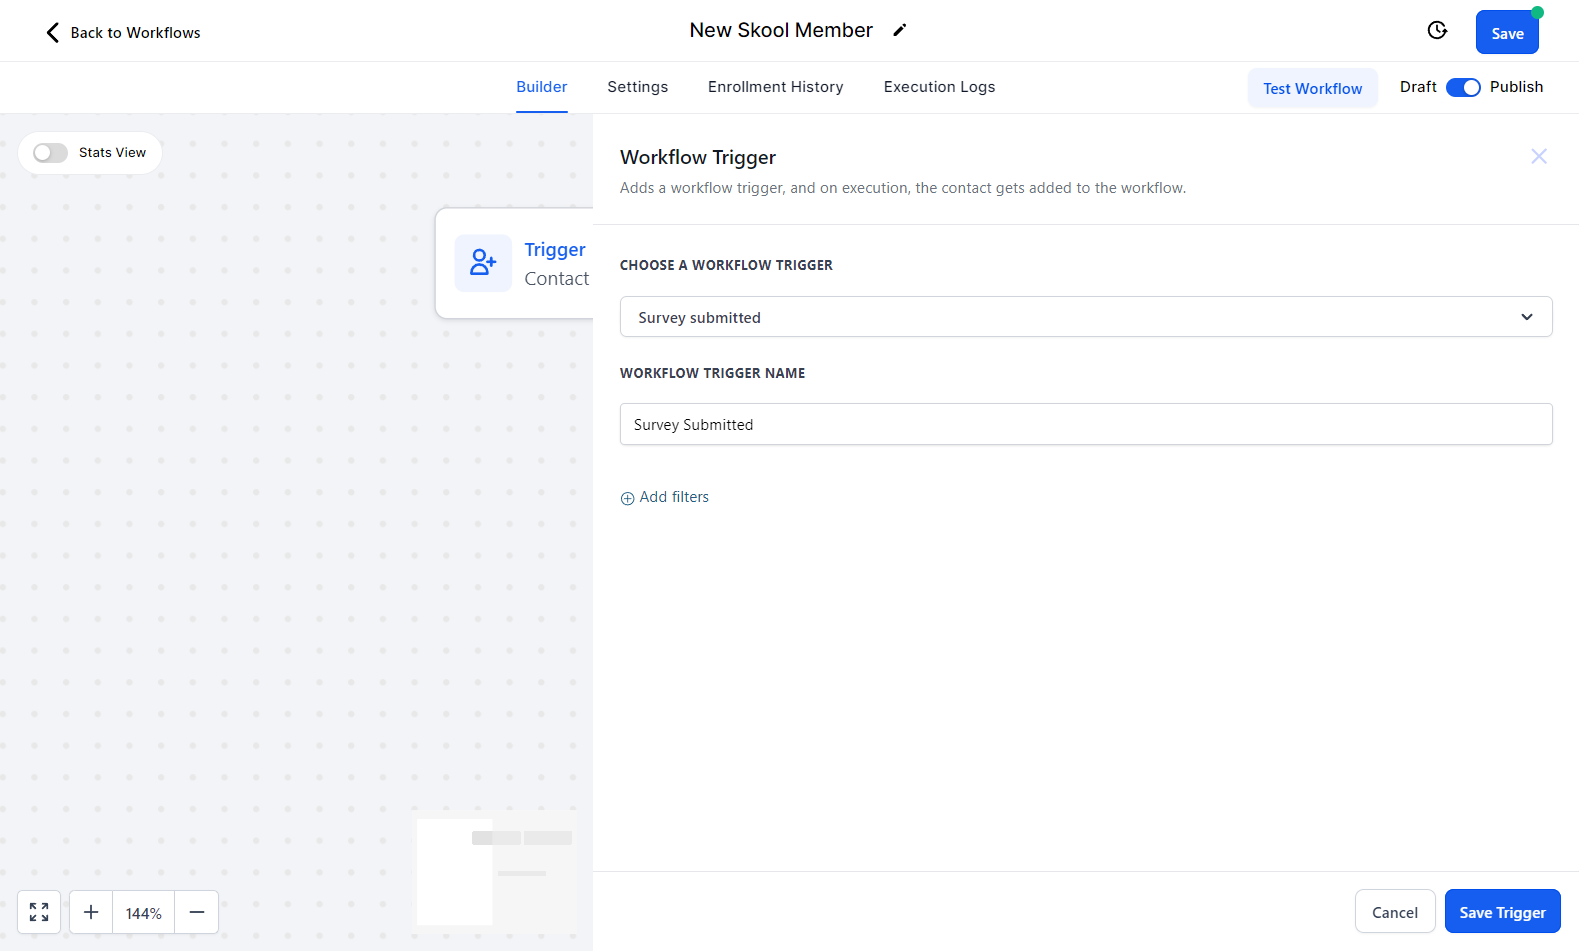 Back to Workflows
New Skool Member
Save
Builder
Settings
Enrollment History
Execution Logs
Test Workflow
Draft
Publish
Stats View
Trigger
Contact
Workflow Trigger
Adds a workflow trigger, and on execution, the contact gets added to the workflow.
CHOOSE A WORKFLOW TRIGGER
Survey submitted
WORKFLOW TRIGGER NAME
Survey Submitted
Add filters
144%
Cancel
Save Trigger